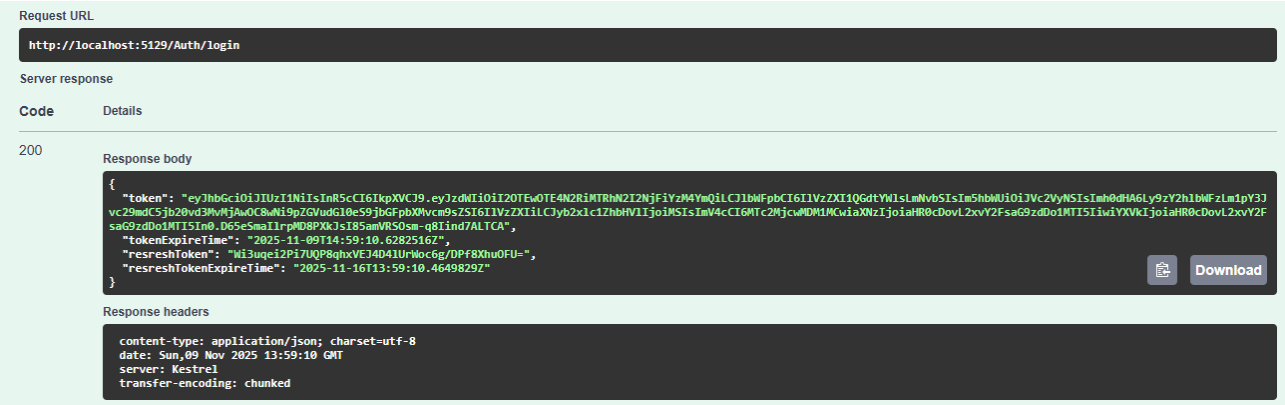 Request URL
http://localhost:5129/Auth/login
Server response
Code Details
200
Response body
{
"token": "eyJhbGciOiJIUzI1NiIsInR5cCI6IkpXVCJ9.eyJzdWIiOiI2OTEwOTE4N2RiMTRhN2I2NjFiYzM4YmQiLCJlbWFpbCI6IlVzZXI1QGdtYWlsLmNvbSIsIm5hbWUiOiJVc2VyNSIsImh0dHA6Ly9zY2hlbWFzLm1pY3J
vc29mdC5jb20vd3MvMjAwOC8wNi9pZGVudGl0eS9jbGFpbXMvcm9sZSI6IlVzZXIiLCJyb2xlc1ZhbHVlIjoiMSIsImV4cCI6MTc2MjcwMDM1MCwiaXNzIjoiaHR0cDovL2xvY2FsaG9zdDo1MTI5IiwiYXVkIjoiaHR0cDovL2xvY2F
saG9zdDo1MTI5In0.D65eSmaIlrpMD8PXkJsI85amVRSOsm-q8Iind7ALTCA",
"tokenExpireTime": "2025-11-09T14:59:10.6282516Z",
"resreshToken": "Wi3uqei2Pi7UQP8qhxVEJ4D4lUrWoc6g/DPf8XhuOFU=",
"resreshTokenExpireTime": "2025-11-16T13:59:10.4649829Z"
}
Download
Response headers
content-type: application/json; charset=utf-8
date: Sun,09 Nov 2025 13:59:10 GMT
server: Kestrel
transfer-encoding: chunked